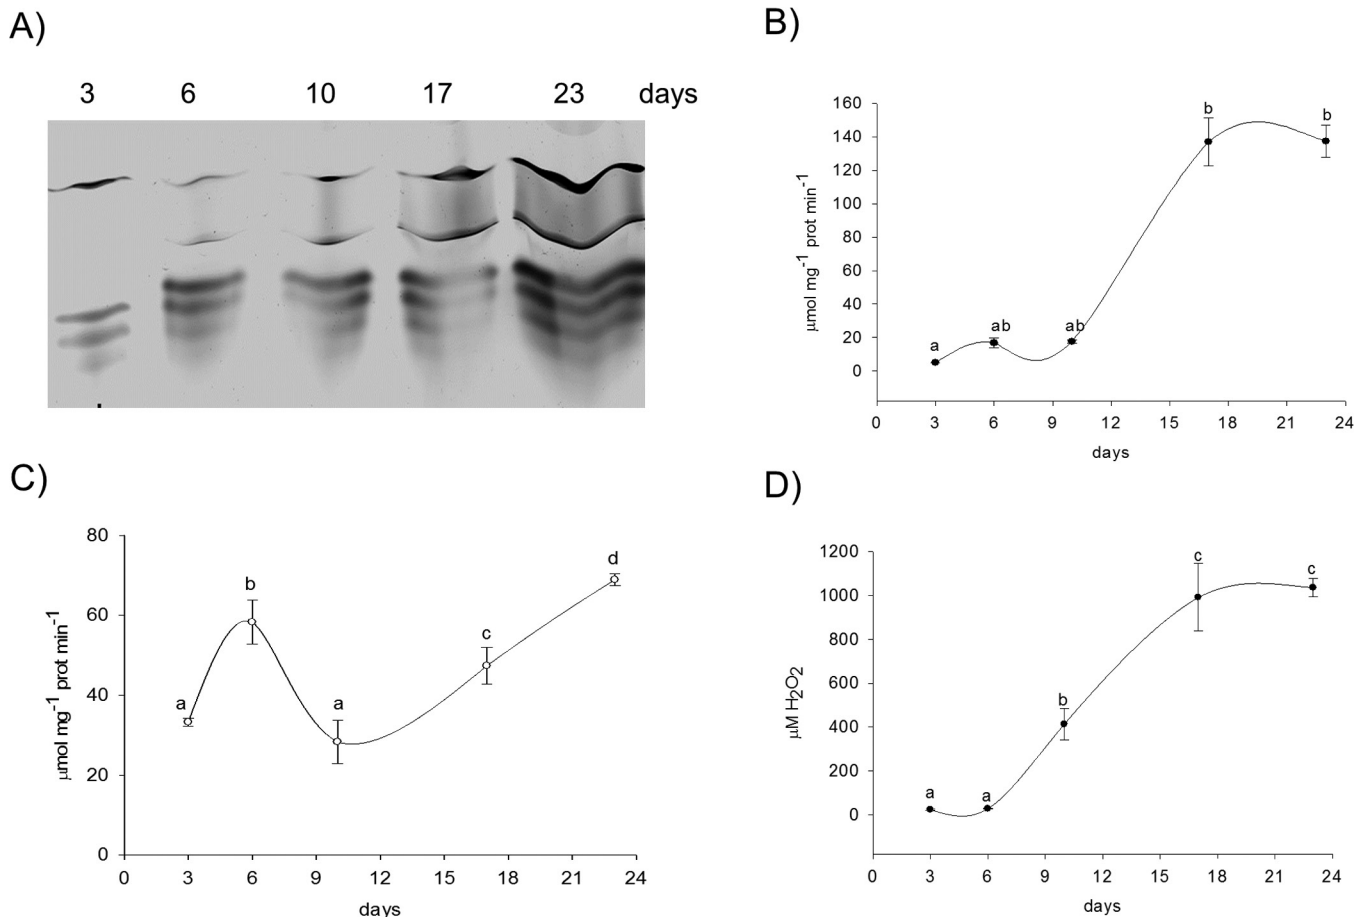 A)
3 6 10 17 23 days
B)
μmol mg⁻¹ prot min⁻¹
160
140
120
100
80
60
40
20
0
a ab ab b b
0 3 6 9 12 15 18 21 24
days
C)
μmol mg⁻¹ prot min⁻¹
80
60
40
20
0
a b a c d
0 3 6 9 12 15 18 21 24
days
D)
μM H₂O₂
1200
1000
800
600
400
200
0
a a b c c
0 3 6 9 12 15 18 21 24
days